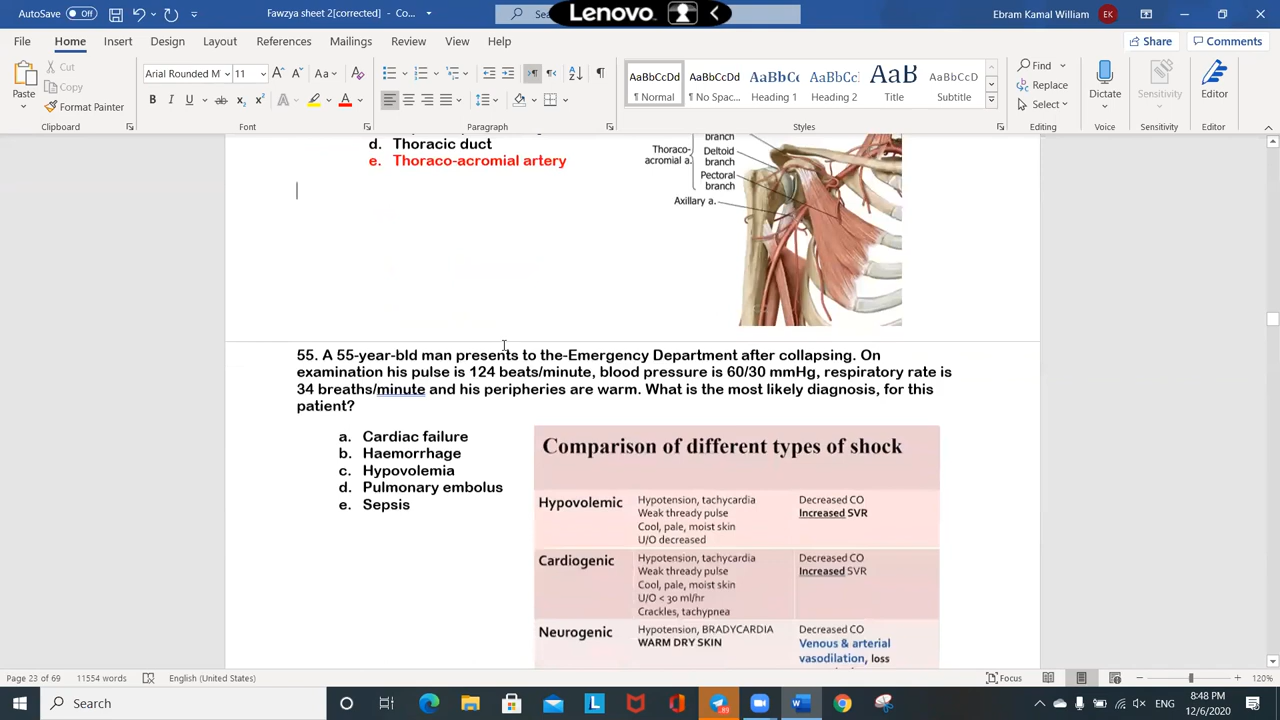 AutoSave Off
Fawzya sheet 2[corrected]
Search
Lenovo
Ebram Kamal William EK
File Home Insert Draw Design Layout References Mailings Review View Help
Share Comments
Cut
Copy
Format Painter
Paste
Clipboard
Arial Rounded M 11
Font
Paragraph
AaBbCcDd AaBbCcDd AaBbCc AaBbCcI AaB AaBbCcD
¶ Normal ¶ No Spac... Heading 1 Heading 2 Title Subtitle
Styles
Find
Replace
Select
Editing
Dictate
Voice
Sensitivity
Sensitivity
Editor
Editor
d. Thoracic duct
e. Thoraco-acromial artery
branch
Thoraco-
acromial a.
Deltoid
branch
Pectoral
branch
Axillary a.
55. A 55-year-bld man presents to the-Emergency Department after collapsing. On
examination his pulse is 124 beats/minute, blood pressure is 60/30 mmHg, respiratory rate is
34 breaths/minute and his peripheries are warm. What is the most likely diagnosis, for this
patient?
a. Cardiac failure
b. Haemorrhage
c. Hypovolemia
d. Pulmonary embolus
e. Sepsis
Comparison of different types of shock
Hypovolemic
Hypotension, tachycardia
Weak thready pulse
Cool, pale, moist skin
U/O decreased
Decreased CO
Increased SVR
Cardiogenic
Hypotension, tachycardia
Weak thready pulse
Cool, pale, moist skin
U/O < 30 ml/hr
Crackles, tachypnea
Decreased CO
Increased SVR
Neurogenic
Hypotension, BRADYCARDIA
WARM DRY SKIN
Decreased CO
Venous & arterial
vasodilation, loss
Page 23 of 69 11554 words English (United States) Focus 120%
Search
8:48 PM
12/6/2020